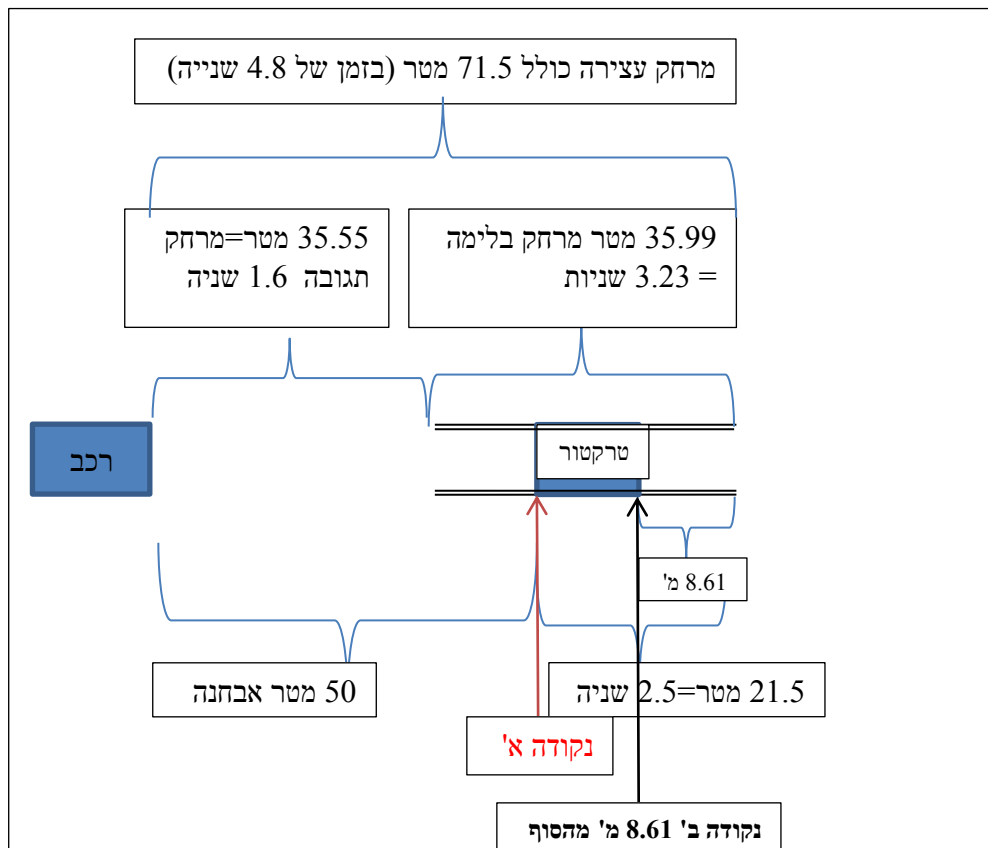 מרחק עצירה כולל 71.5 מטר (בזמן של 4.8 שנייה)
35.99 מטר מרחק בלימה
= 3.23 שניות
35.55 מטר=מרחק
תגובה 1.6 שניה
רכב
טרקטור
8.61 מ'
21.5 מטר=2.5 שניה
50 מטר אבחנה
נקודה א'
נקודה ב' 8.61 מ' מהסוף